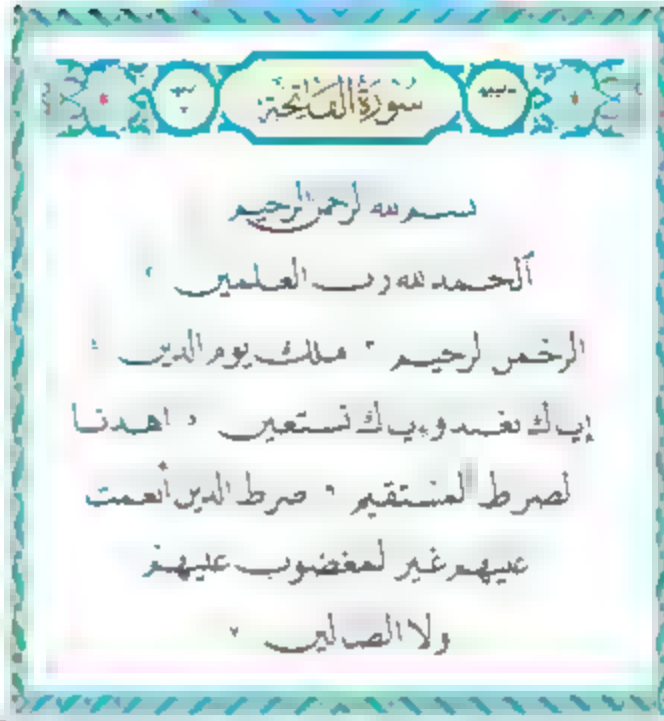 سورة الفاتحة
بسم الله الرحمن الرحيم
الحمد لله رب العلمين
الرحمن الرحيم ملك يوم الدين
إياك نعبد وإياك نستعين اهدنا
الصرط المستقيم صرط الذين أنعمت
عليهم غير المغضوب عليهم
ولا الضالين